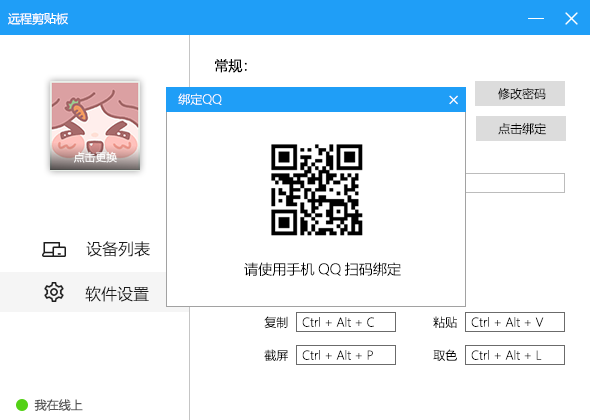 远程剪贴板
常规：
修改密码
绑定QQ
点击绑定
点击更换
设备列表
请使用手机 QQ 扫码绑定
软件设置
复制 Ctrl + Alt + C 粘贴 Ctrl + Alt + V
截屏 Ctrl + Alt + P 取色 Ctrl + Alt + L
我在线上